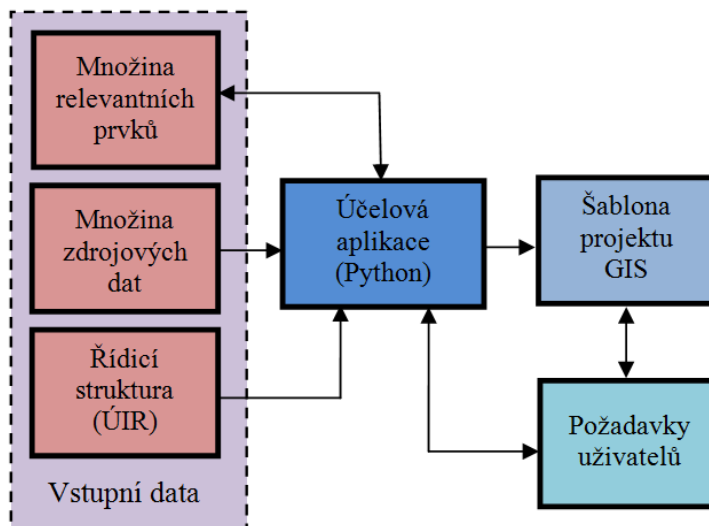 Množina
relevantních
prvků
Množina
zdrojových
dat
Řídicí
struktura
(ÚIR)
Vstupní data
Účelová
aplikace
(Python)
Šablona
projektu
GIS
Požadavky
uživatelů